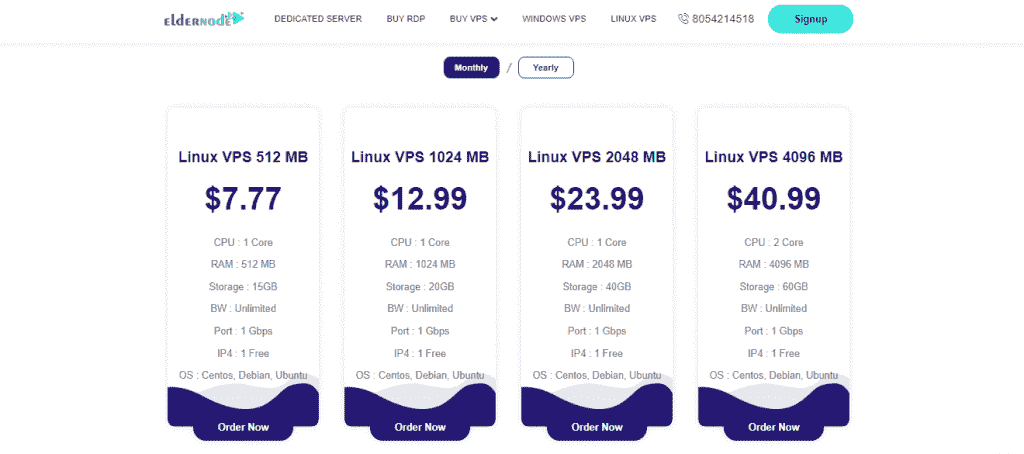 ELDERNODE
DEDICATED SERVER
BUY RDP
BUY VPS
WINDOWS VPS
LINUX VPS
8054214518
Signup
Monthly / Yearly
Linux VPS 512 MB
$7.77
CPU : 1 Core
RAM : 512 MB
Storage : 15GB
BW : Unlimited
Port : 1 Gbps
IP4 : 1 Free
OS : Centos, Debian, Ubuntu
Order Now
Linux VPS 1024 MB
$12.99
CPU : 1 Core
RAM : 1024 MB
Storage : 20GB
BW : Unlimited
Port : 1 Gbps
IP4 : 1 Free
OS : Centos, Debian, Ubuntu
Order Now
Linux VPS 2048 MB
$23.99
CPU : 1 Core
RAM : 2048 MB
Storage : 40GB
BW : Unlimited
Port : 1 Gbps
IP4 : 1 Free
OS : Centos, Debian, Ubuntu
Order Now
Linux VPS 4096 MB
$40.99
CPU : 2 Core
RAM : 4096 MB
Storage : 60GB
BW : Unlimited
Port : 1 Gbps
IP4 : 1 Free
OS : Centos, Debian, Ubuntu
Order Now